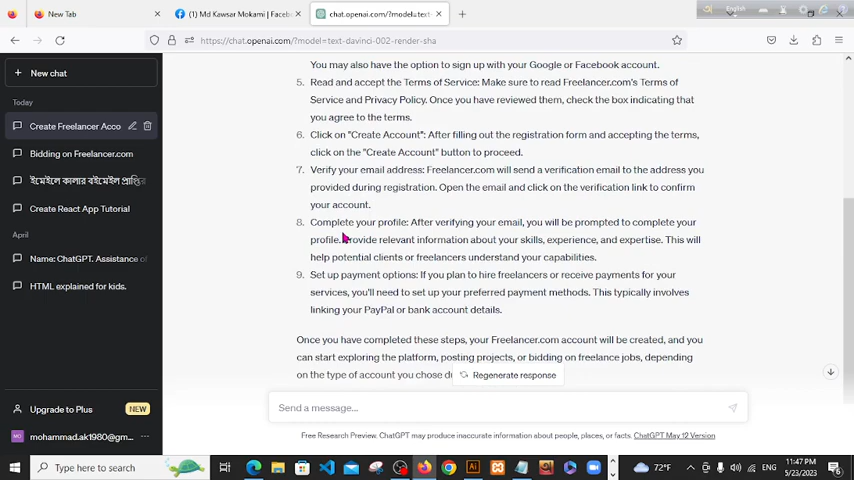 New Tab
(1) Md Kawsar Mokami | Facebo
chat.openai.com/?model=text-
English
https://chat.openai.com/?model=text-davinci-002-render-sha
New chat
Today
Create Freelancer Acco
Bidding on Freelancer.com
ইমেইলে কালার বইমেইল প্রাপ্তি
Create React App Tutorial
April
Name: ChatGPT. Assistance of
HTML explained for kids.
Upgrade to Plus
NEW
mohammad.ak1980@gm...
You may also have the option to sign up with your Google or Facebook account.
5. Read and accept the Terms of Service: Make sure to read Freelancer.com's Terms of
Service and Privacy Policy. Once you have reviewed them, check the box indicating that
you agree to the terms.
6. Click on "Create Account": After filling out the registration form and accepting the terms,
click on the "Create Account" button to proceed.
7. Verify your email address: Freelancer.com will send a verification email to the address you
provided during registration. Open the email and click on the verification link to confirm
your account.
8. Complete your profile: After verifying your email, you will be prompted to complete your
profile. Provide relevant information about your skills, experience, and expertise. This will
help potential clients or freelancers understand your capabilities.
9. Set up payment options: If you plan to hire freelancers or receive payments for your
services, you'll need to set up your preferred payment methods. This typically involves
linking your PayPal or bank account details.
Once you have completed these steps, your Freelancer.com account will be created, and you
can start exploring the platform, posting projects, or bidding on freelance jobs, depending
on the type of account you chose du
Regenerate response
Send a message...
Free Research Preview. ChatGPT may produce inaccurate information about people, places, or facts. ChatGPT May 12 Version
Type here to search
72°F
ENG
11:47 PM
5/23/2023